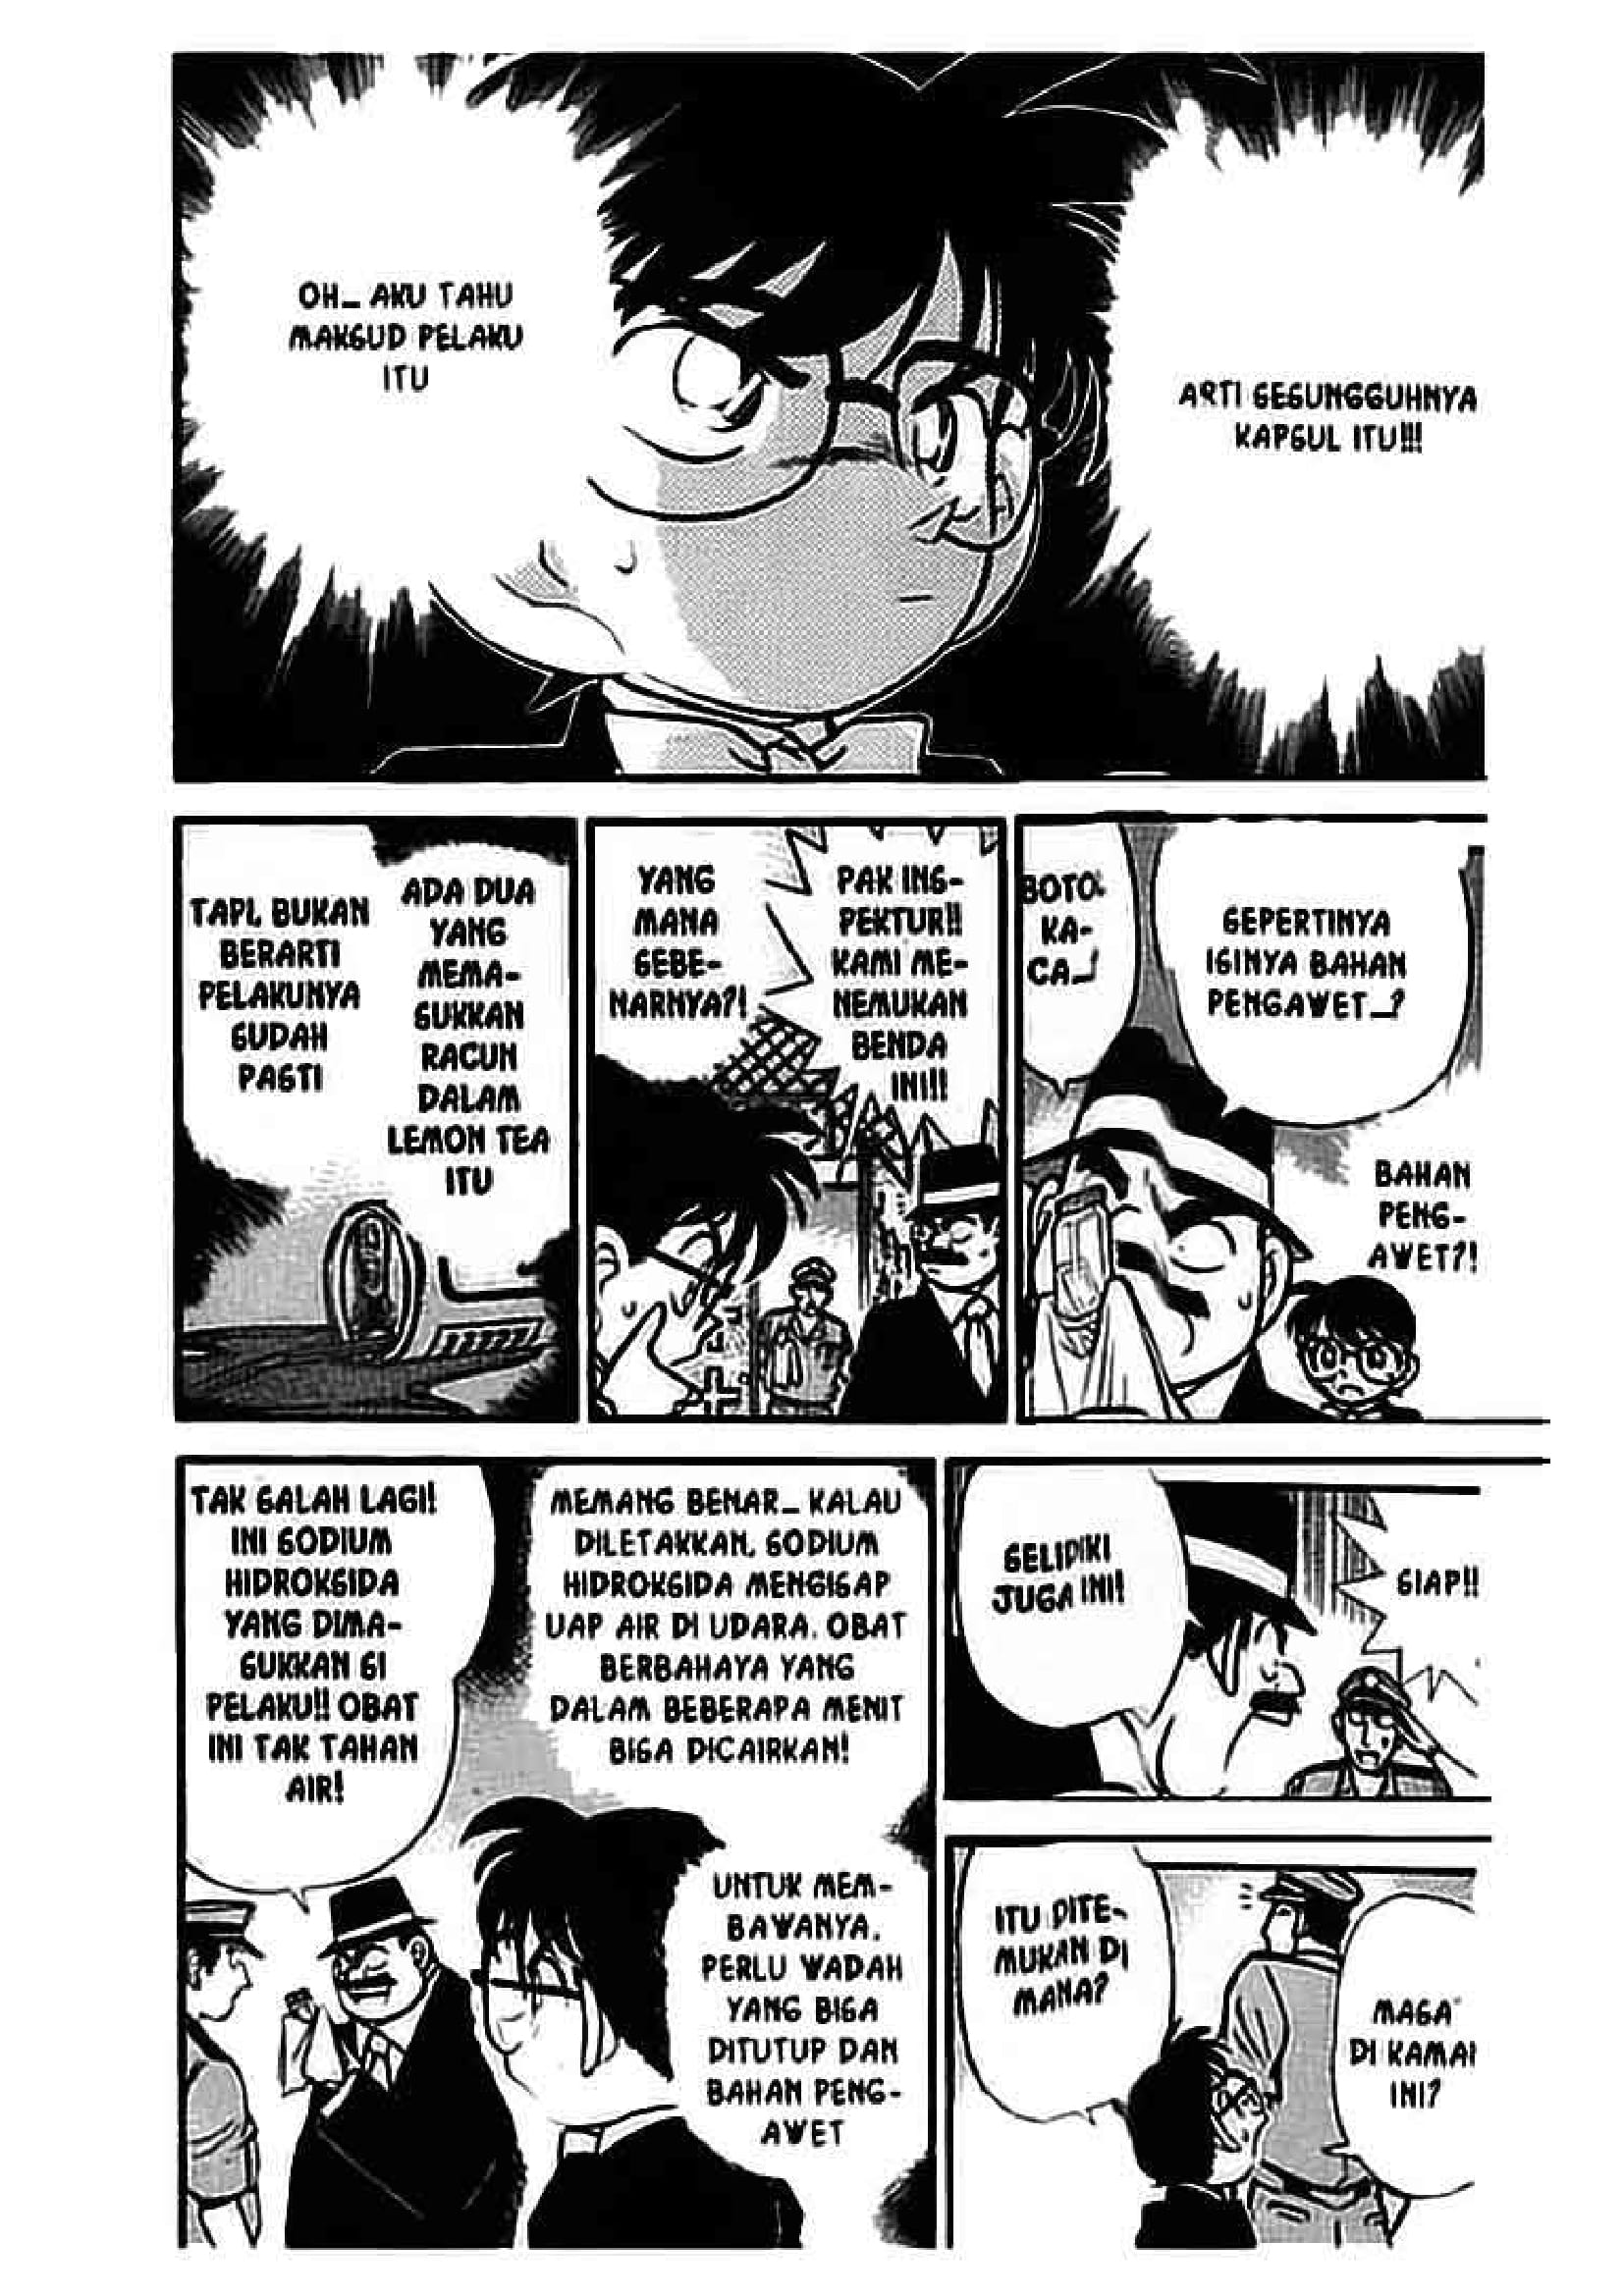 OH... AKU TAHU
MAKSUD PELAKU
ITU
ARTI SESUNGGUHNYA
KAPSUL ITU!!!
ADA DUA
YANG
MEMA-
SUKKAN
RACUN
DALAM
LEMON TEA
ITU
TAPI, BUKAN
BERARTI
PELAKUNYA
SUDAH
PASTI
YANG
MANA
SEBE-
NARNYA?!
PAK INS-
PEKTUR!!
KAMI ME-
NEMUKAN
BENDA
INI!!!
BOTOL
KA-
CA...!
SEPERTINYA
ISINYA BAHAN
PENGAWET...?
BAHAN
PENG-
AWET?!
TAK SALAH LAGI!
INI SODIUM
HIDROKSIDA
YANG DIMA-
SUKKAN SI
PELAKU!! OBAT
INI TAK TAHAN
AIR!
MEMANG BENAR... KALAU
DILETAKKAN, SODIUM
HIDROKSIDA MENGISAP
UAP AIR DI UDARA. OBAT
BERBAHAYA YANG
DALAM BEBERAPA MENIT
BISA DICAIRKAN!
UNTUK MEM-
BAWANYA,
PERLU WADAH
YANG BISA
DITUTUP DAN
BAHAN PENG-
AWET
SELIDIKI
JUGA INI!
SIAP!!
ITU DITE-
MUKAN DI
MANA?
MASA
DI KAMAR
INI?